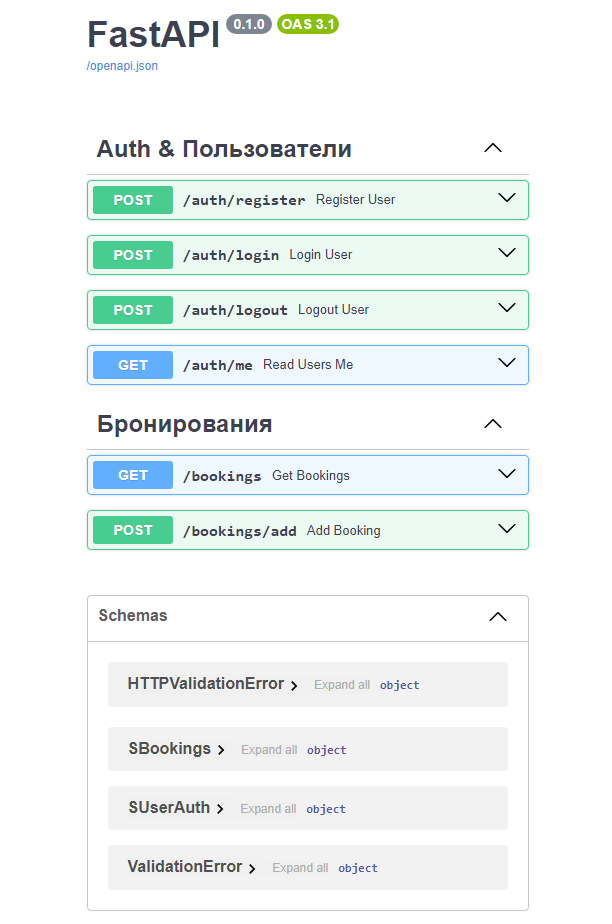 FastAPI 0.1.0 OAS 3.1
/openapi.json
Auth & Пользователи
POST /auth/register Register User
POST /auth/login Login User
POST /auth/logout Logout User
GET /auth/me Read Users Me
Бронирования
GET /bookings Get Bookings
POST /bookings/add Add Booking
Schemas
HTTPValidationError Expand all object
SBookings Expand all object
SUserAuth Expand all object
ValidationError Expand all object